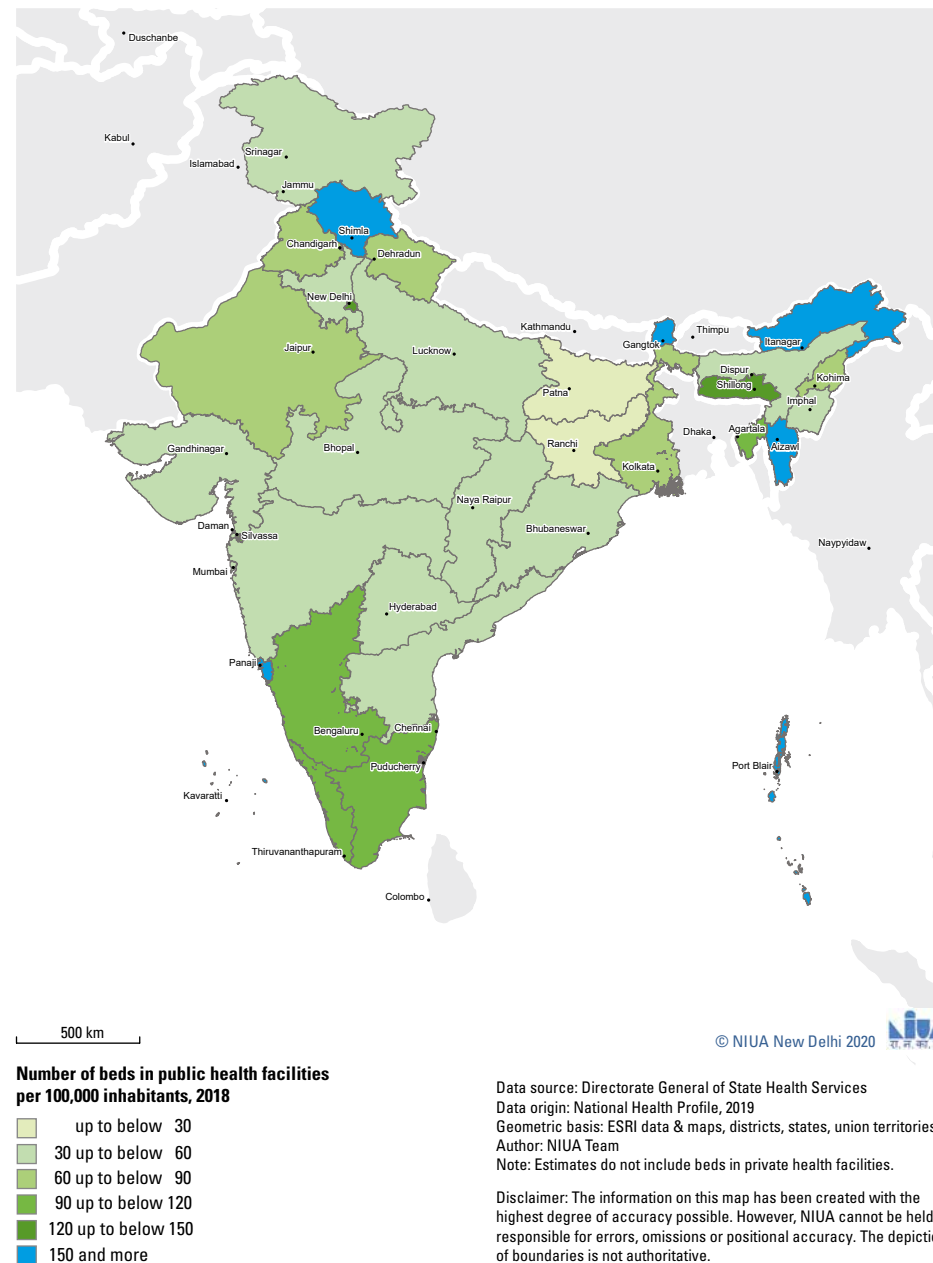 Duschanbe
Kabul
Srinagar
Islamabad
Jammu
Shimla
Chandigarh
Dehradun
New Delhi
Kathmandu
Thimpu
Gangtok
Itanagar
Jaipur
Lucknow
Dispur
Kohima
Shillong
Patna
Imphal
Dhaka
Agartala
Gandhinagar
Bhopal
Ranchi
Aizawl
Kolkata
Naya Raipur
Daman
Silvassa
Bhubaneswar
Naypyidaw
Mumbai
Hyderabad
Panaji
Bengaluru
Chennai
Puducherry
Port Blair
Kavaratti
Thiruvananthapuram
Colombo
500 km
© NIUA New Delhi 2020
NIU
रा. न. का.
Number of beds in public health facilities
per 100,000 inhabitants, 2018
up to below 30
30 up to below 60
60 up to below 90
90 up to below 120
120 up to below 150
150 and more
Data source: Directorate General of State Health Services
Data origin: National Health Profile, 2019
Geometric basis: ESRI data & maps, districts, states, union territories
Author: NIUA Team
Note: Estimates do not include beds in private health facilities.
Disclaimer: The information on this map has been created with the
highest degree of accuracy possible. However, NIUA cannot be held
responsible for errors, omissions or positional accuracy. The depicti
of boundaries is not authoritative.